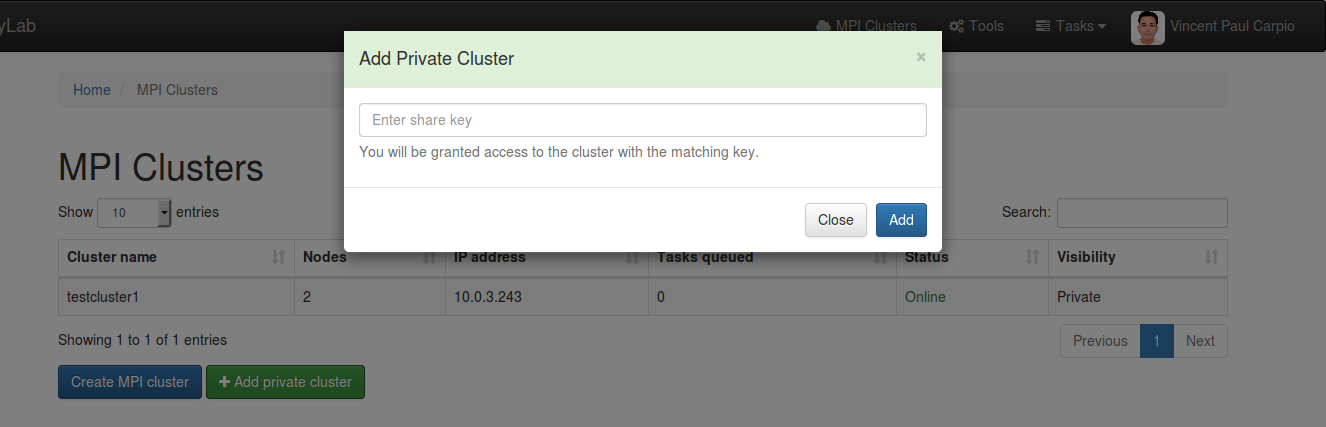 yLab MPI Clusters Tools Tasks Vincent Paul Carpio
Add Private Cluster ×
Home / MPI Clusters
Enter share key
You will be granted access to the cluster with the matching key.
MPI Clusters
Show 10 entries Search:
Close Add
Cluster name Nodes IP address Tasks queued Status Visibility
testcluster1 2 10.0.3.243 0 Online Private
Showing 1 to 1 of 1 entries Previous 1 Next
Create MPI cluster + Add private cluster